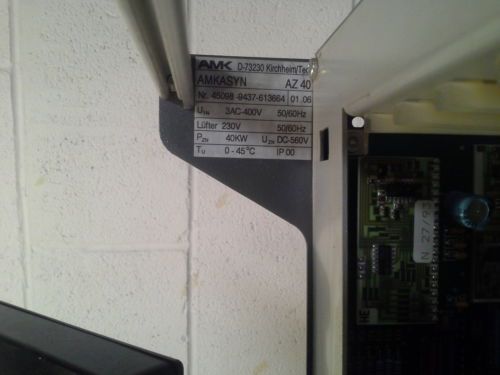 AMK D-73230 Kirchheim/Teck
AMKASYN AZ 40
Nr. 45098 -9437-613664 01.06
UHN 3AC-400V 50/60Hz
Lüfter 230V 50/60Hz
PZN 40KW UZN DC-560V
TU 0 - 45°C IP 00
N 27/93